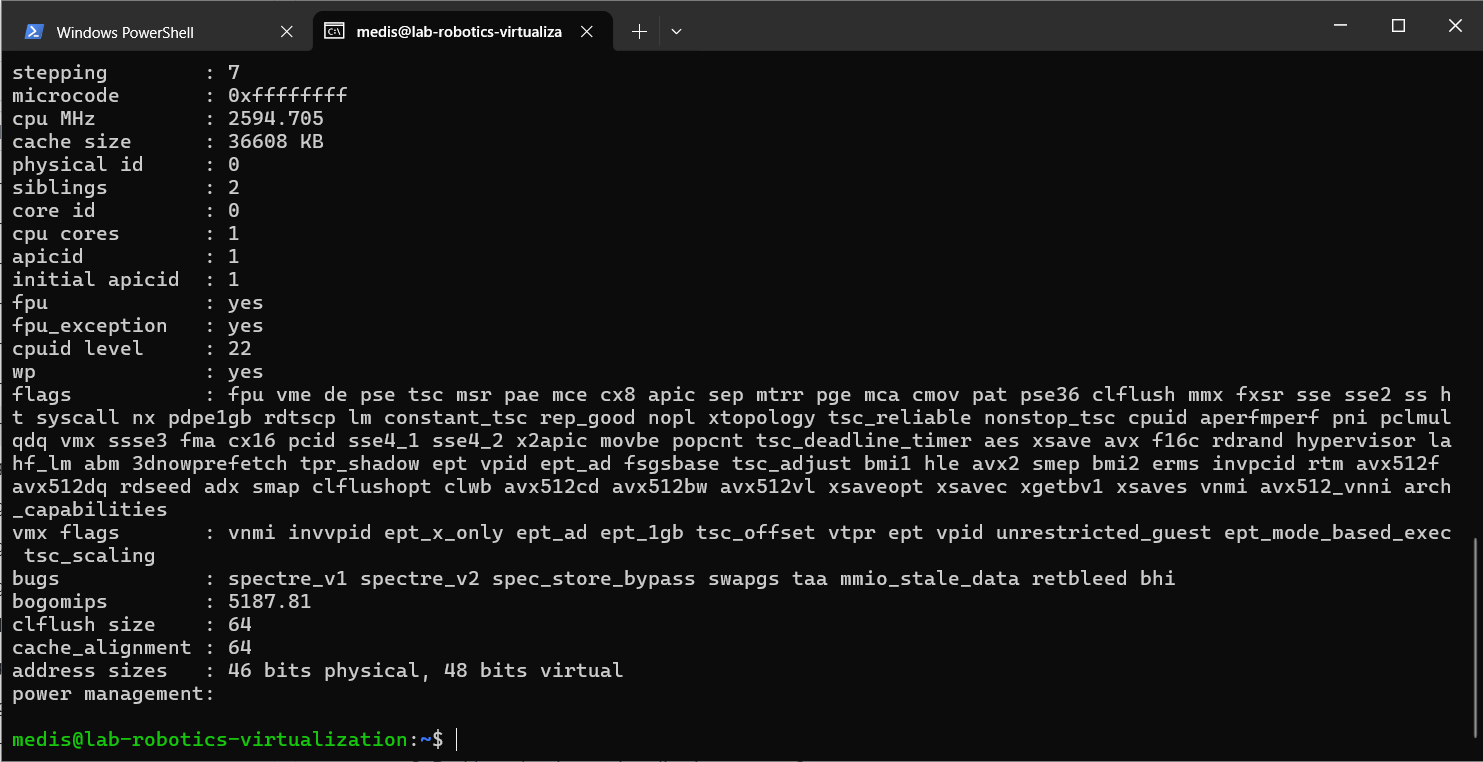 Windows PowerShell
medis@lab-robotics-virtualiza
stepping        : 7
microcode       : 0xffffffff
cpu MHz         : 2594.705
cache size      : 36608 KB
physical id     : 0
siblings        : 2
core id         : 0
cpu cores       : 1
apicid          : 1
initial apicid  : 1
fpu             : yes
fpu_exception   : yes
cpuid level     : 22
wp              : yes
flags           : fpu vme de pse tsc msr pae mce cx8 apic sep mtrr pge mca cmov pat pse36 clflush mmx fxsr sse sse2 ss h
t syscall nx pdpe1gb rdtscp lm constant_tsc rep_good nopl xtopology tsc_reliable nonstop_tsc cpuid aperfmperf pni pclmul
qdq vmx ssse3 fma cx16 pcid sse4_1 sse4_2 x2apic movbe popcnt tsc_deadline_timer aes xsave avx f16c rdrand hypervisor la
hf_lm abm 3dnowprefetch tpr_shadow ept vpid ept_ad fsgsbase tsc_adjust bmi1 hle avx2 smep bmi2 erms invpcid rtm avx512f
avx512dq rdseed adx smap clflushopt clwb avx512cd avx512bw avx512vl xsaveopt xsavec xgetbv1 xsaves vnmi avx512_vnni arch
_capabilities
vmx flags       : vnmi invvpid ept_x_only ept_ad ept_1gb tsc_offset vtpr ept vpid unrestricted_guest ept_mode_based_exec
 tsc_scaling
bugs            : spectre_v1 spectre_v2 spec_store_bypass swapgs taa mmio_stale_data retbleed bhi
bogomips        : 5187.81
clflush size    : 64
cache_alignment : 64
address sizes   : 46 bits physical, 48 bits virtual
power management:
medis@lab-robotics-virtualization:~$